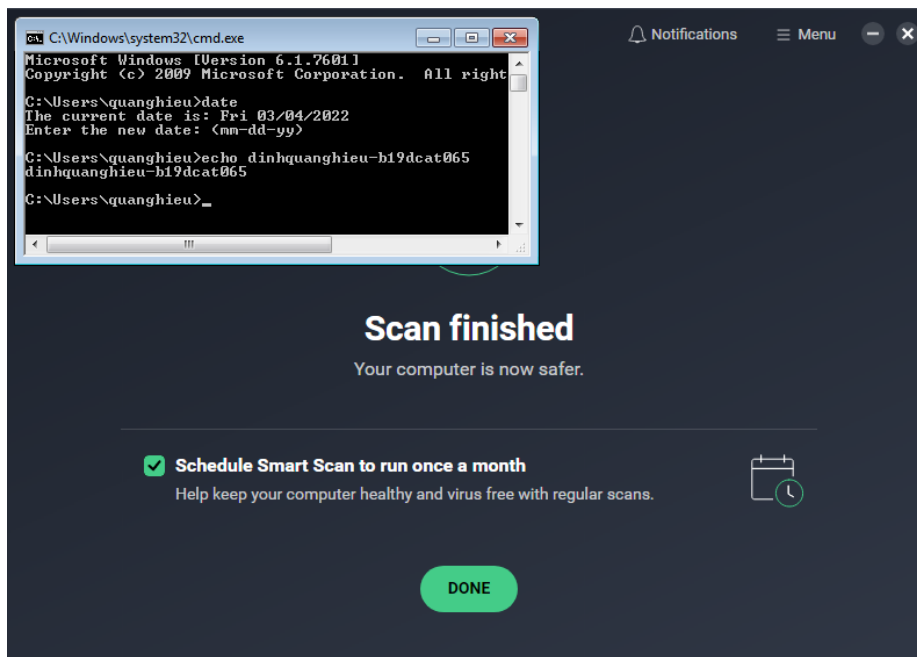 C:\Windows\system32\cmd.exe
Microsoft Windows [Version 6.1.7601]
Copyright (c) 2009 Microsoft Corporation.  All right
C:\Users\quanghieu>date
The current date is: Fri 03/04/2022
Enter the new date: (mm-dd-yy)
C:\Users\quanghieu>echo dinhquanghieu-b19dcat065
dinhquanghieu-b19dcat065
C:\Users\quanghieu>_
Notifications
Menu
Scan finished
Your computer is now safer.
Schedule Smart Scan to run once a month
Help keep your computer healthy and virus free with regular scans.
DONE